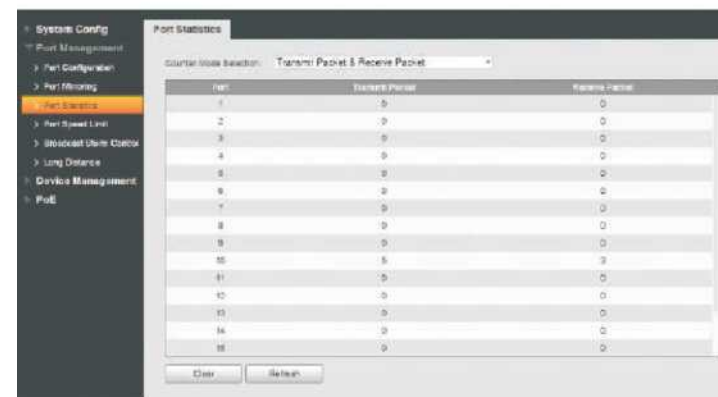 System Config
Port Management
Port Configuration
Port Mirroring
Port Statistics
Port Speed Limit
Broadcast Storm Control
Long Distance
Device Management
PoE
Port Statistics
Counter Mode Selection: Transmit Packet & Receive Packet
Port Transmit Packet Receive Packet
1 0 0
2 0 0
3 0 0
4 0 0
5 0 0
6 0 0
7 0 0
8 0 0
9 0 0
10 0
11 0 0
12 0 0
13 0 0
14 0 0
15 0 0
Clear Refresh